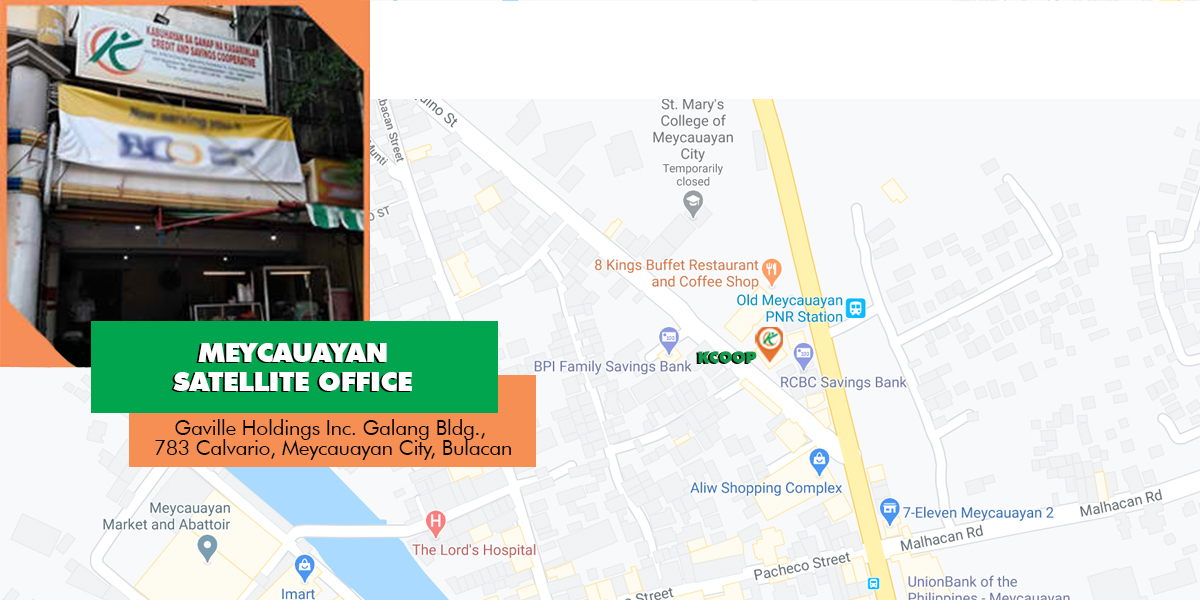 KABUHAYAN SA GANAP NA KASARINLAN
CREDIT AND SAVINGS COOPERATIVE
Now serving you
MEYCAUAYAN
SATELLITE OFFICE
Gaville Holdings Inc. Galang Bldg.,
783 Calvario, Meycauayan City, Bulacan
St. Mary's
College of
Meycauayan
City
Temporarily
closed
8 Kings Buffet Restaurant
and Coffee Shop
Old Meycauayan
PNR Station
KCOOP
BPI Family Savings Bank
RCBC Savings Bank
Aliw Shopping Complex
7-Eleven Meycauayan 2
Malhacan Rd
Malhacan Rd
Pacheco Street
Street
Meycauayan
Market and Abattoir
H
The Lord's Hospital
Imart
UnionBank of the
Philippines - Meycauayan